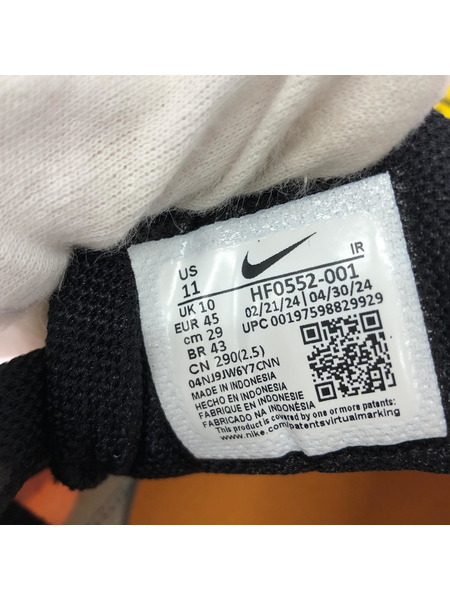 US
11
UK 10
EUR 45
cm 29
BR 43
CN 290(2.5)
04NJ9JW6Y7CNN
MADE IN INDONESIA
HECHO EN INDONESIA
FABRIQUE EN INDONESIE
FABRICADO NA INDONÉSIA
This product is covered by one or more patents:
www.nike.com/patentsvirtualmarking
IR
HF0552-001
02/21/24 | 04/30/24
UPC 00197598829929